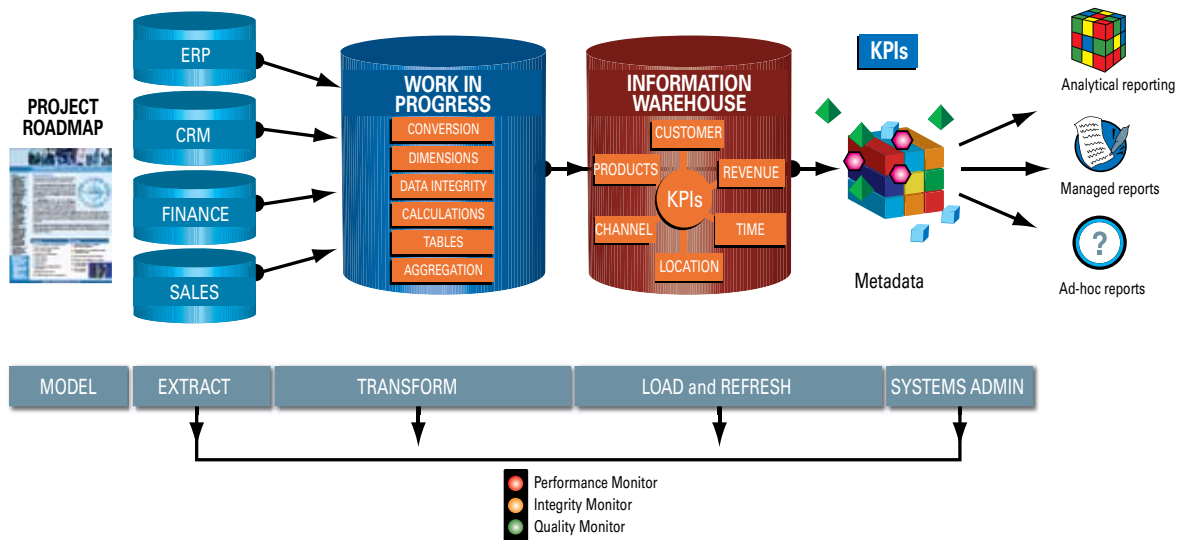 PROJECT
ROADMAP
ERP
CRM
FINANCE
SALES
WORK IN
PROGRESS
CONVERSION
DIMENSIONS
DATA INTEGRITY
CALCULATIONS
TABLES
AGGREGATION
INFORMATION
WAREHOUSE
CUSTOMER
PRODUCTS
REVENUE
KPIs
CHANNEL
TIME
LOCATION
KPIs
Metadata
Analytical reporting
Managed reports
?
Ad-hoc reports
MODEL
EXTRACT
TRANSFORM
LOAD and REFRESH
SYSTEMS ADMIN
Performance Monitor
Integrity Monitor
Quality Monitor